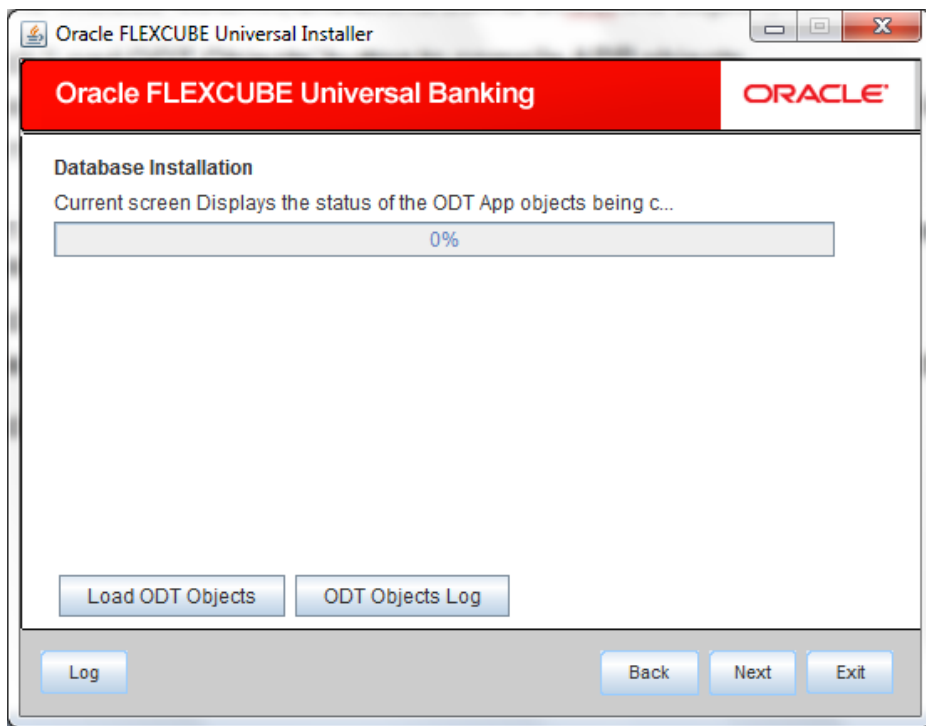 Oracle FLEXCUBE Universal Installer
Oracle FLEXCUBE Universal Banking
ORACLE
Database Installation
Current screen Displays the status of the ODT App objects being c...
0%
Load ODT Objects
ODT Objects Log
Log
Back
Next
Exit